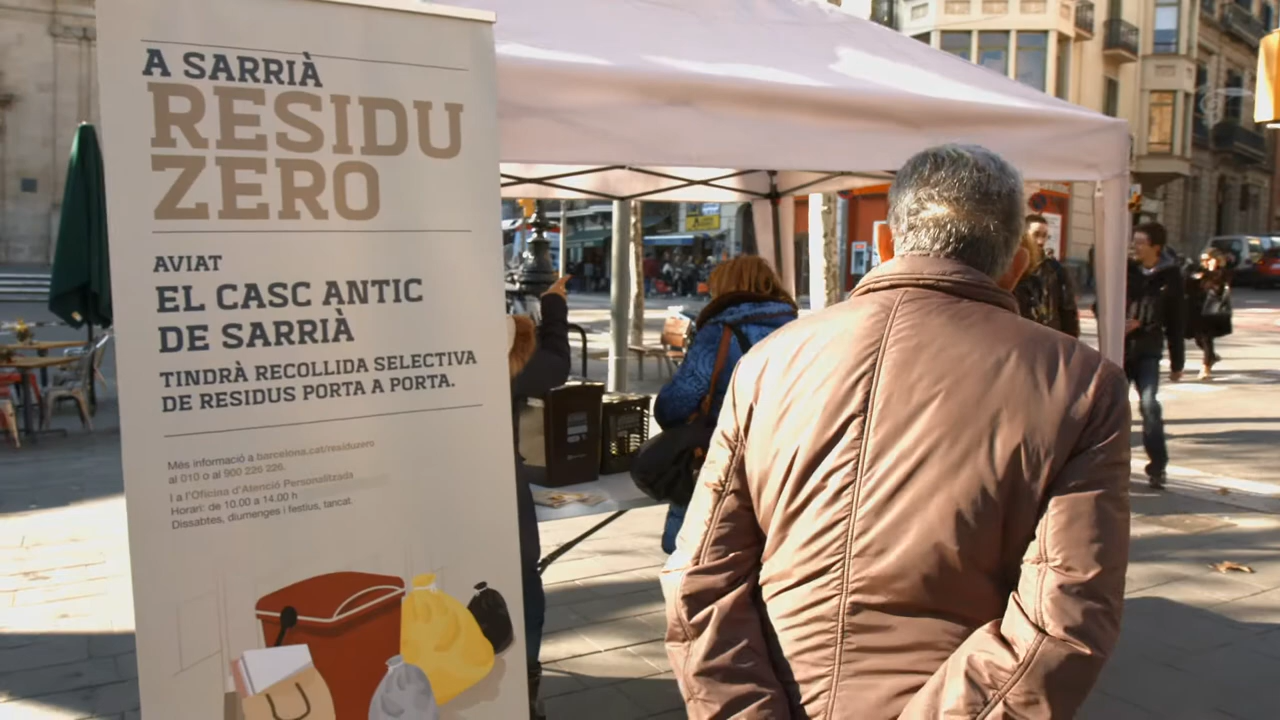 A SARRIÀ
RESIDU
ZERO
AVIAT
EL CASC ANTIC
DE SARRIÀ
TINDRÀ RECOLLIDA SELECTIVA
DE RESIDUS PORTA A PORTA.
Més informació a barcelona.cat/residuzero
al 010 o al 900 226 226.
I a l'Oficina d'Atenció Personalitzada
Horari: de 10.00 a 14.00 h
Dissabtes, diumenges i festius, tancat.